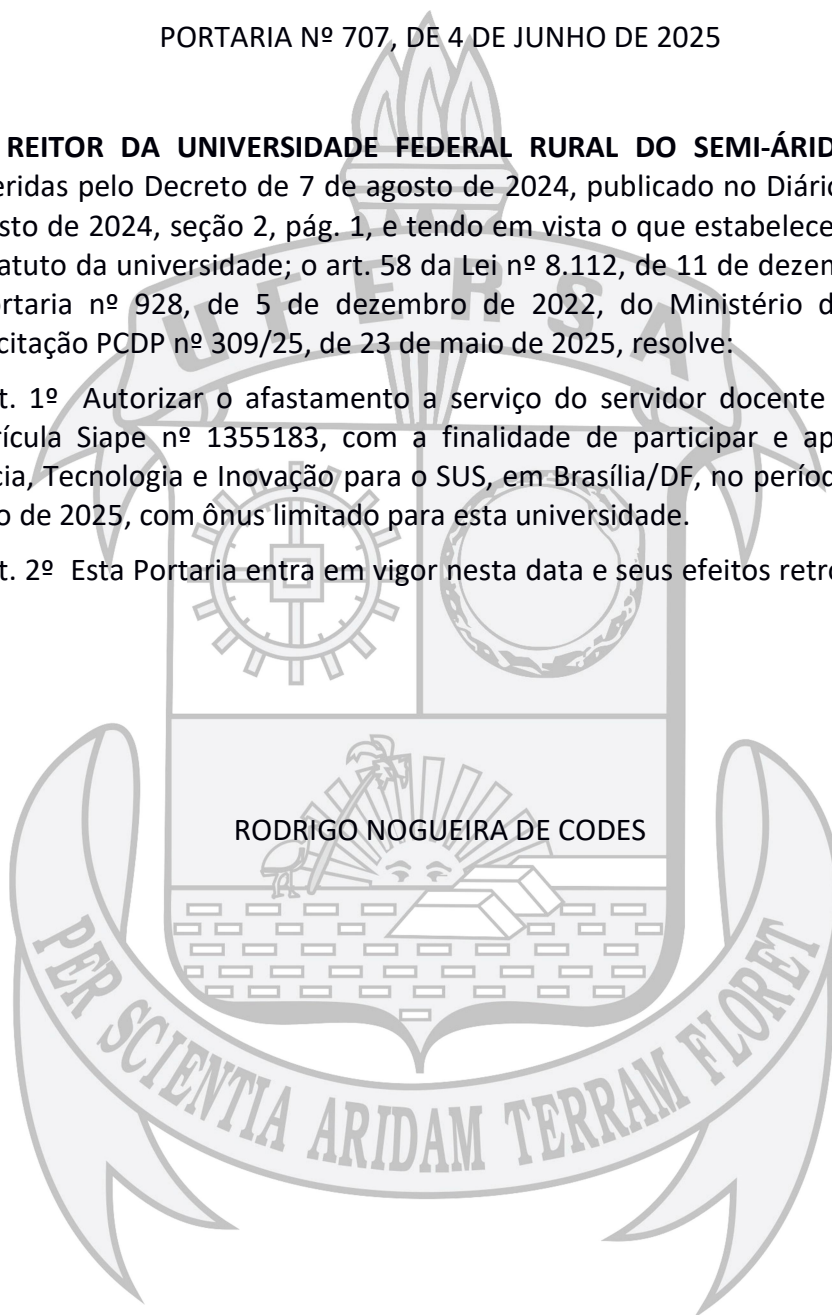 PORTARIA Nº 707, DE 4 DE JUNHO DE 2025
REITOR DA UNIVERSIDADE FEDERAL RURAL DO SEMI-ÁRID
eridas pelo Decreto de 7 de agosto de 2024, publicado no Diário
sto de 2024, seção 2, pág. 1, e tendo em vista o que estabelece
atuto da universidade; o art. 58 da Lei nº 8.112, de 11 de dezem
ortaria nº 928, de 5 de dezembro de 2022, do Ministério d
icitação PCDP nº 309/25, de 23 de maio de 2025, resolve:
t. 1º Autorizar o afastamento a serviço do servidor docente
rícula Siape nº 1355183, com a finalidade de participar e ap
cia, Tecnologia e Inovação para o SUS, em Brasília/DF, no períod
o de 2025, com ônus limitado para esta universidade.
t. 2º Esta Portaria entra em vigor nesta data e seus efeitos retr
UFERSA
RODRIGO NOGUEIRA DE CODES
PER SCIENTIA ARIDAM TERRAM FLORET